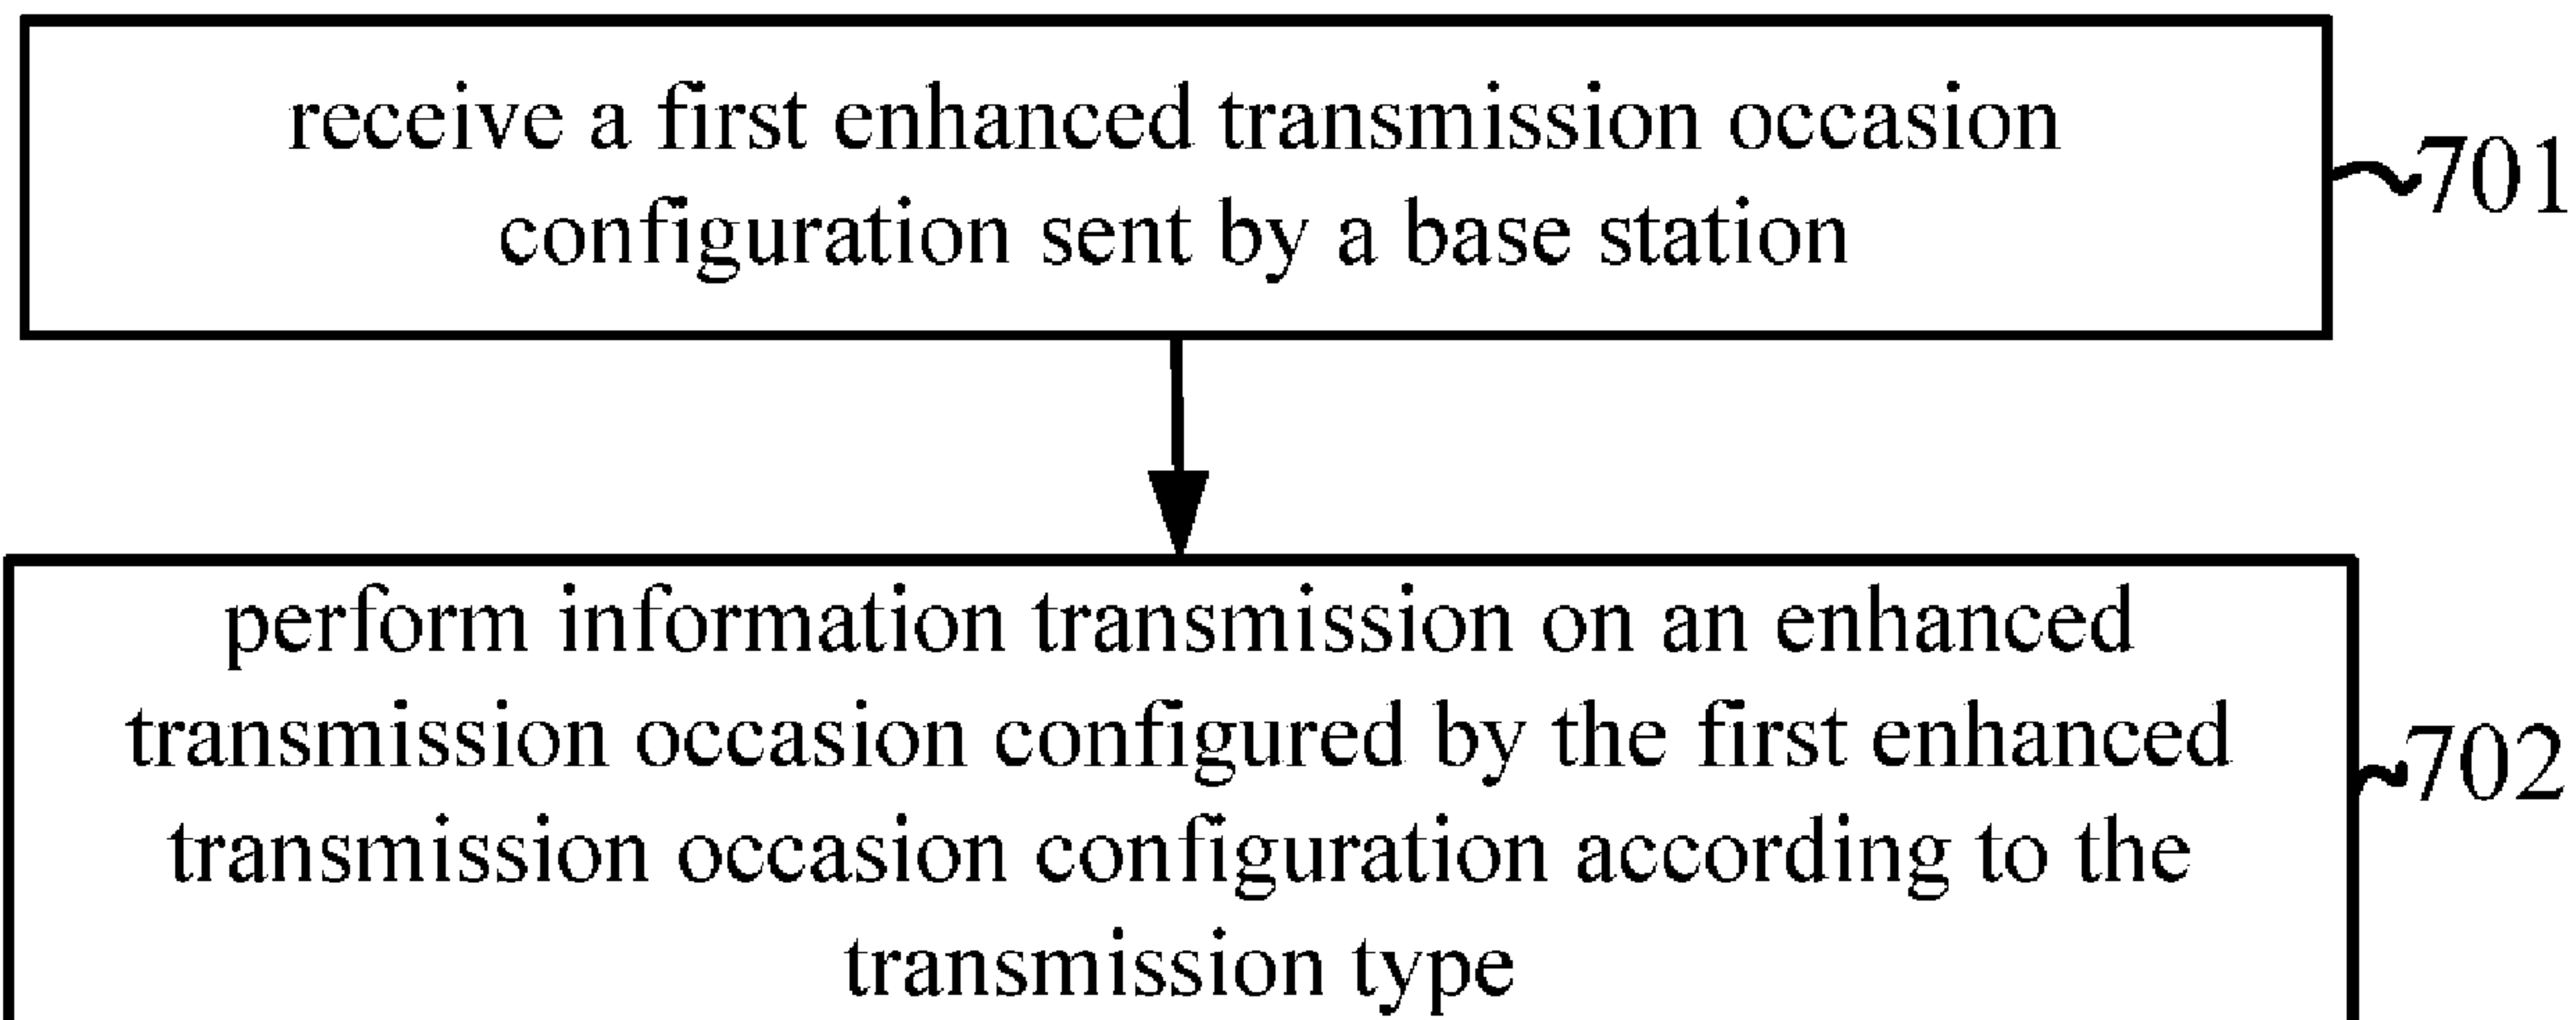 receive a first enhanced transmission occasion
configuration sent by a base station
701
perform information transmission on an enhanced
transmission occasion configured by the first enhanced
transmission occasion configuration according to the
transmission type
702